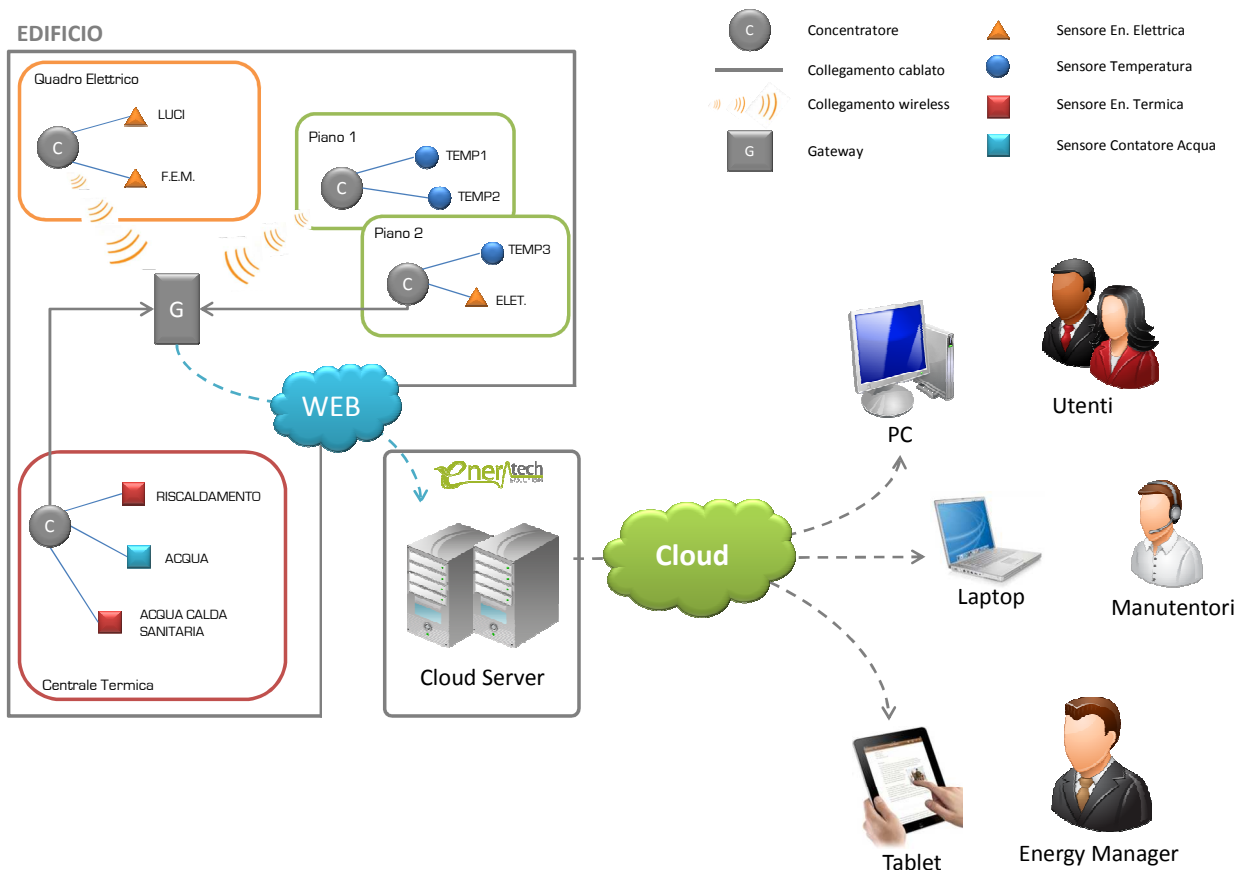 EDIFICIO
Quadro Elettrico
C
LUCI
F.E.M.
Piano 1
C
TEMP1
TEMP2
Piano 2
C
TEMP3
ELET.
G
WEB
C
RISCALDAMENTO
ACQUA
ACQUA CALDA
SANITARIA
Centrale Termica
enertech
Cloud Server
Cloud
C
Concentratore
Collegamento cablato
Collegamento wireless
G
Gateway
Sensore En. Elettrica
Sensore Temperatura
Sensore En. Termica
Sensore Contatore Acqua
PC
Utenti
Laptop
Manutentori
Tablet
Energy Manager